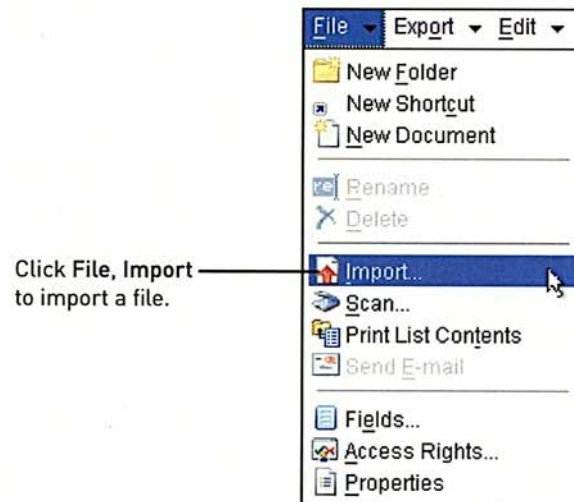 File Export Edit
New Folder
New Shortcut
New Document
Rename
Delete
Click File, Import
to import a file.
Import...
Scan...
Print List Contents
Send E-mail
Fields...
Access Rights...
Properties